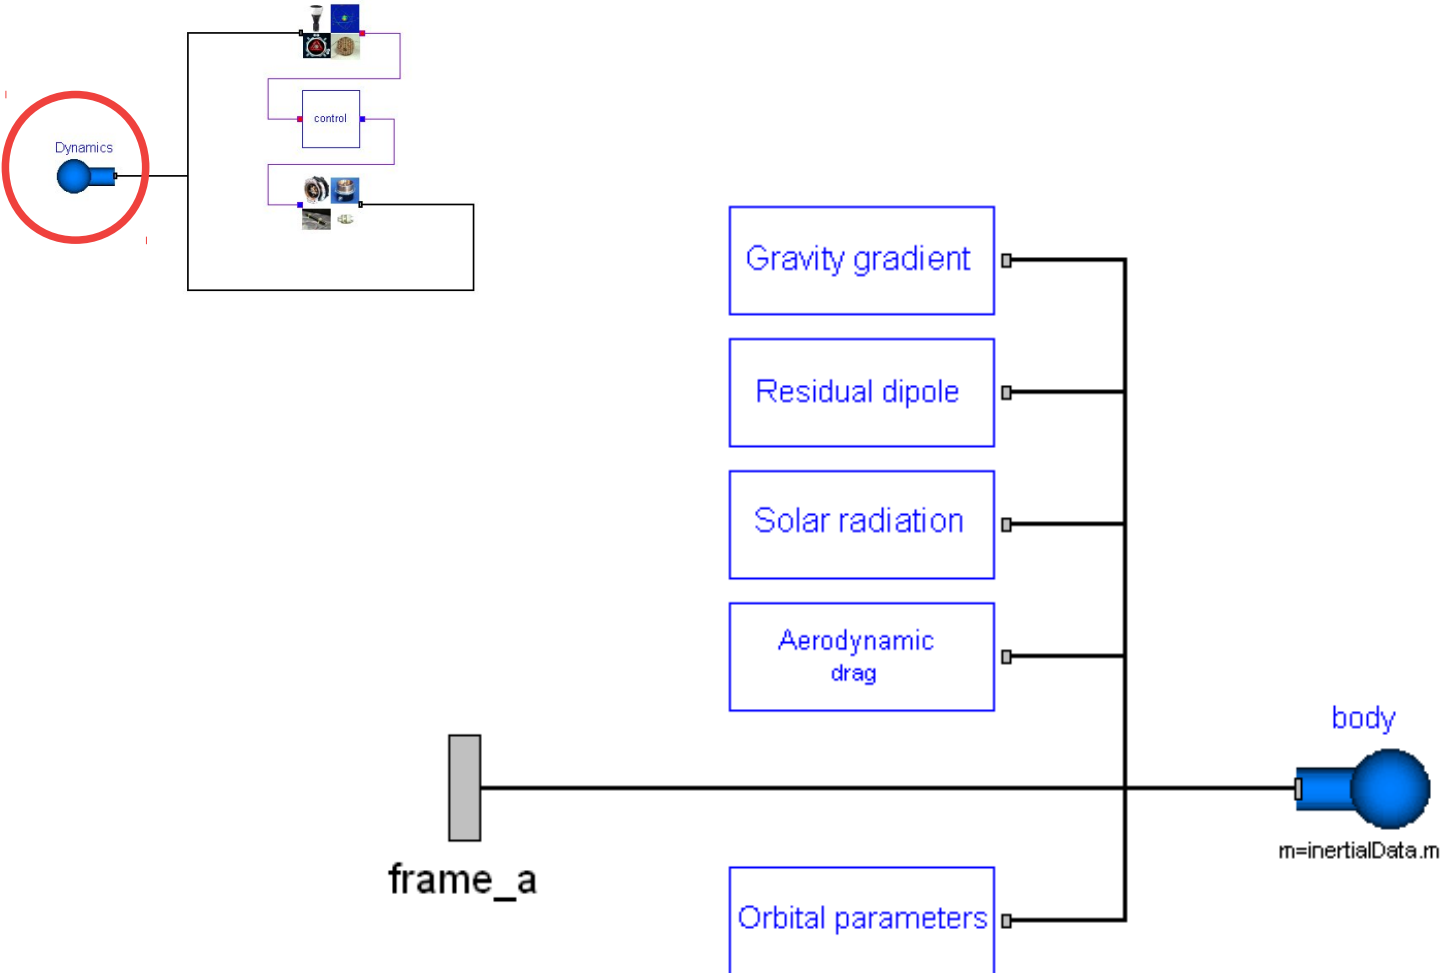 Dynamics
control
Gravity gradient
Residual dipole
Solar radiation
Aerodynamic
drag
body
m=inertialData.m
frame_a
Orbital parameters